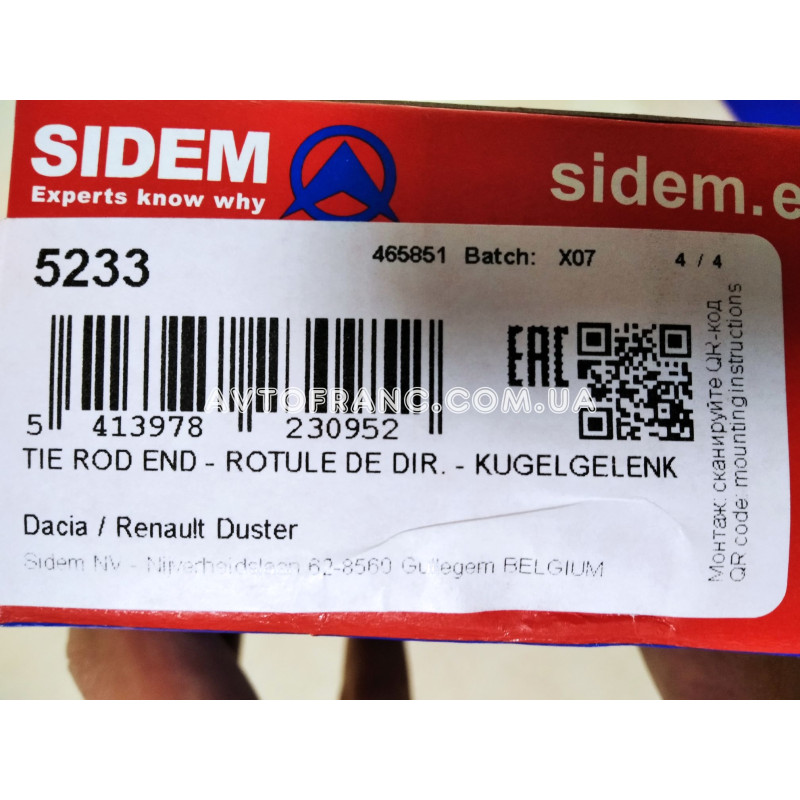 SIDEM
Experts know why
sidem.e
5233
465851 Batch: X07 4 / 4
EAC
5 413978 230952
AVTOFRANC.COM.UA
TIE ROD END - ROTULE DE DIR. - KUGELGELENK
Dacia / Renault Duster
Sidem NV - Nijverheidslaan 62-8560 Gullegem BELGIUM
Монтаж: сканируйте QR-код
QR code: mounting instructions